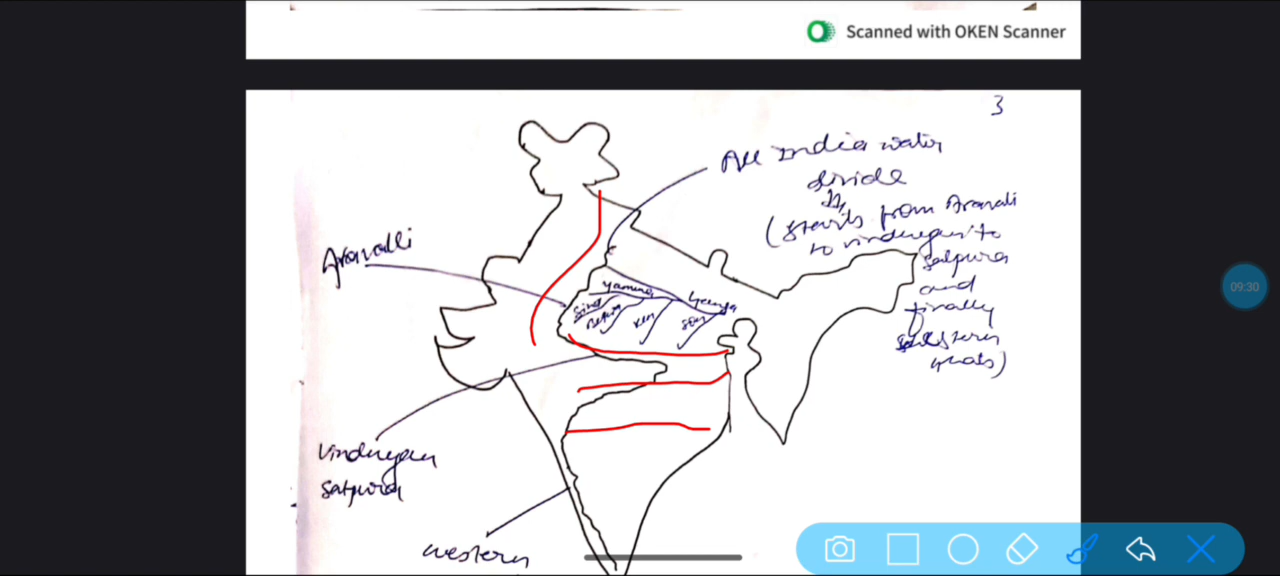 Scanned with OKEN Scanner
3
All India water
divide
(starts from Aravali
to vindhyan to
satpura
and
finally
western
ghats)
Aravalli
Yamuna
Ganga
Sind
Betwa
Ken
Son
09:30
Vindhyan
Satpura
western